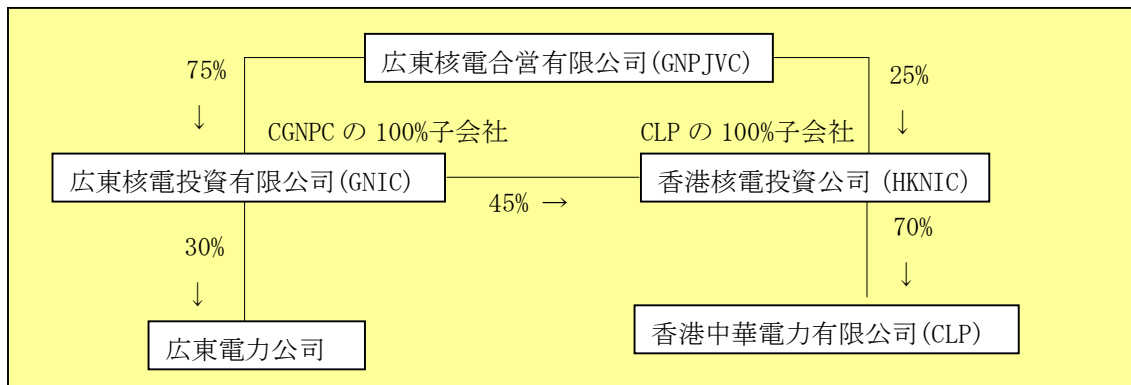 広東核電合営有限公司(GNPJVC)
75%
25%
↓
↓
CGNPC の 100%子会社
CLP の 100%子会社
広東核電投資有限公司(GNIC)
香港核電投資公司 (HKNIC)
45% →
30%
70%
↓
↓
広東電力公司
香港中華電力有限公司(CLP)